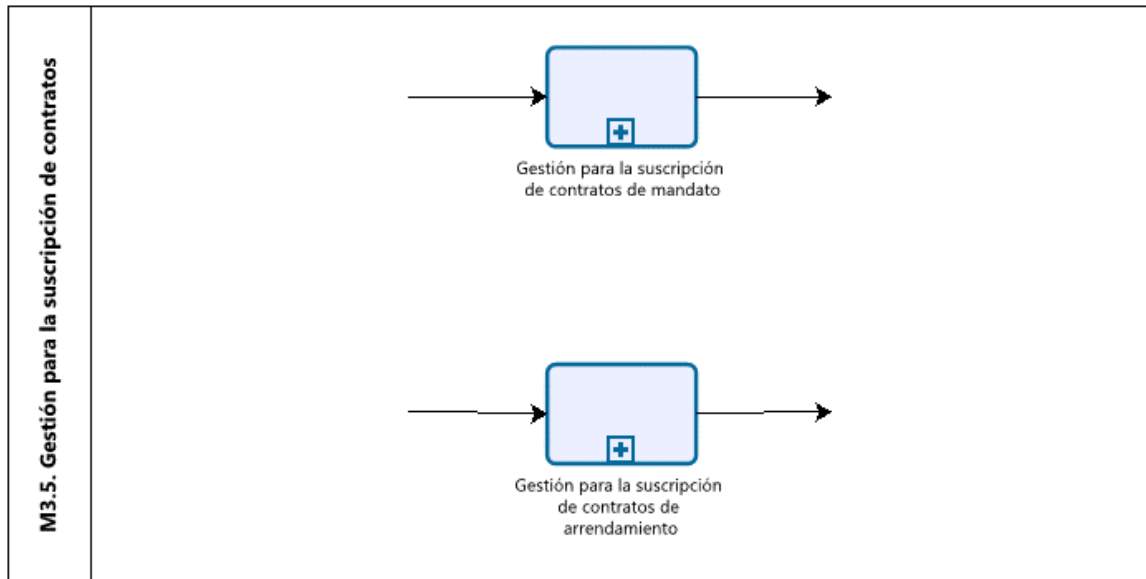 M3.5. Gestión para la suscripción de contratos
Gestión para la suscripción
de contratos de mandato
Gestión para la suscripción
de contratos de
arrendamiento